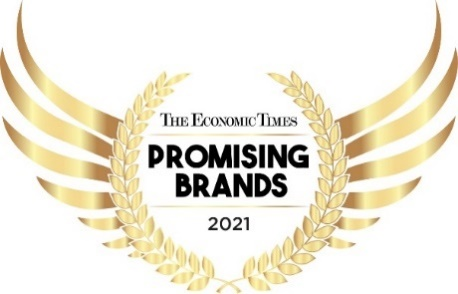 THE ECONOMIC TIMES
PROMISING
BRANDS
2021